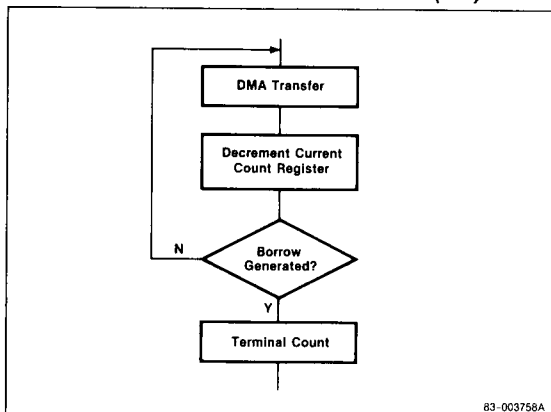 DMA Transfer
Decrement Current
Count Register
N
Borrow
Generated?
Y
Terminal Count
83-003758A